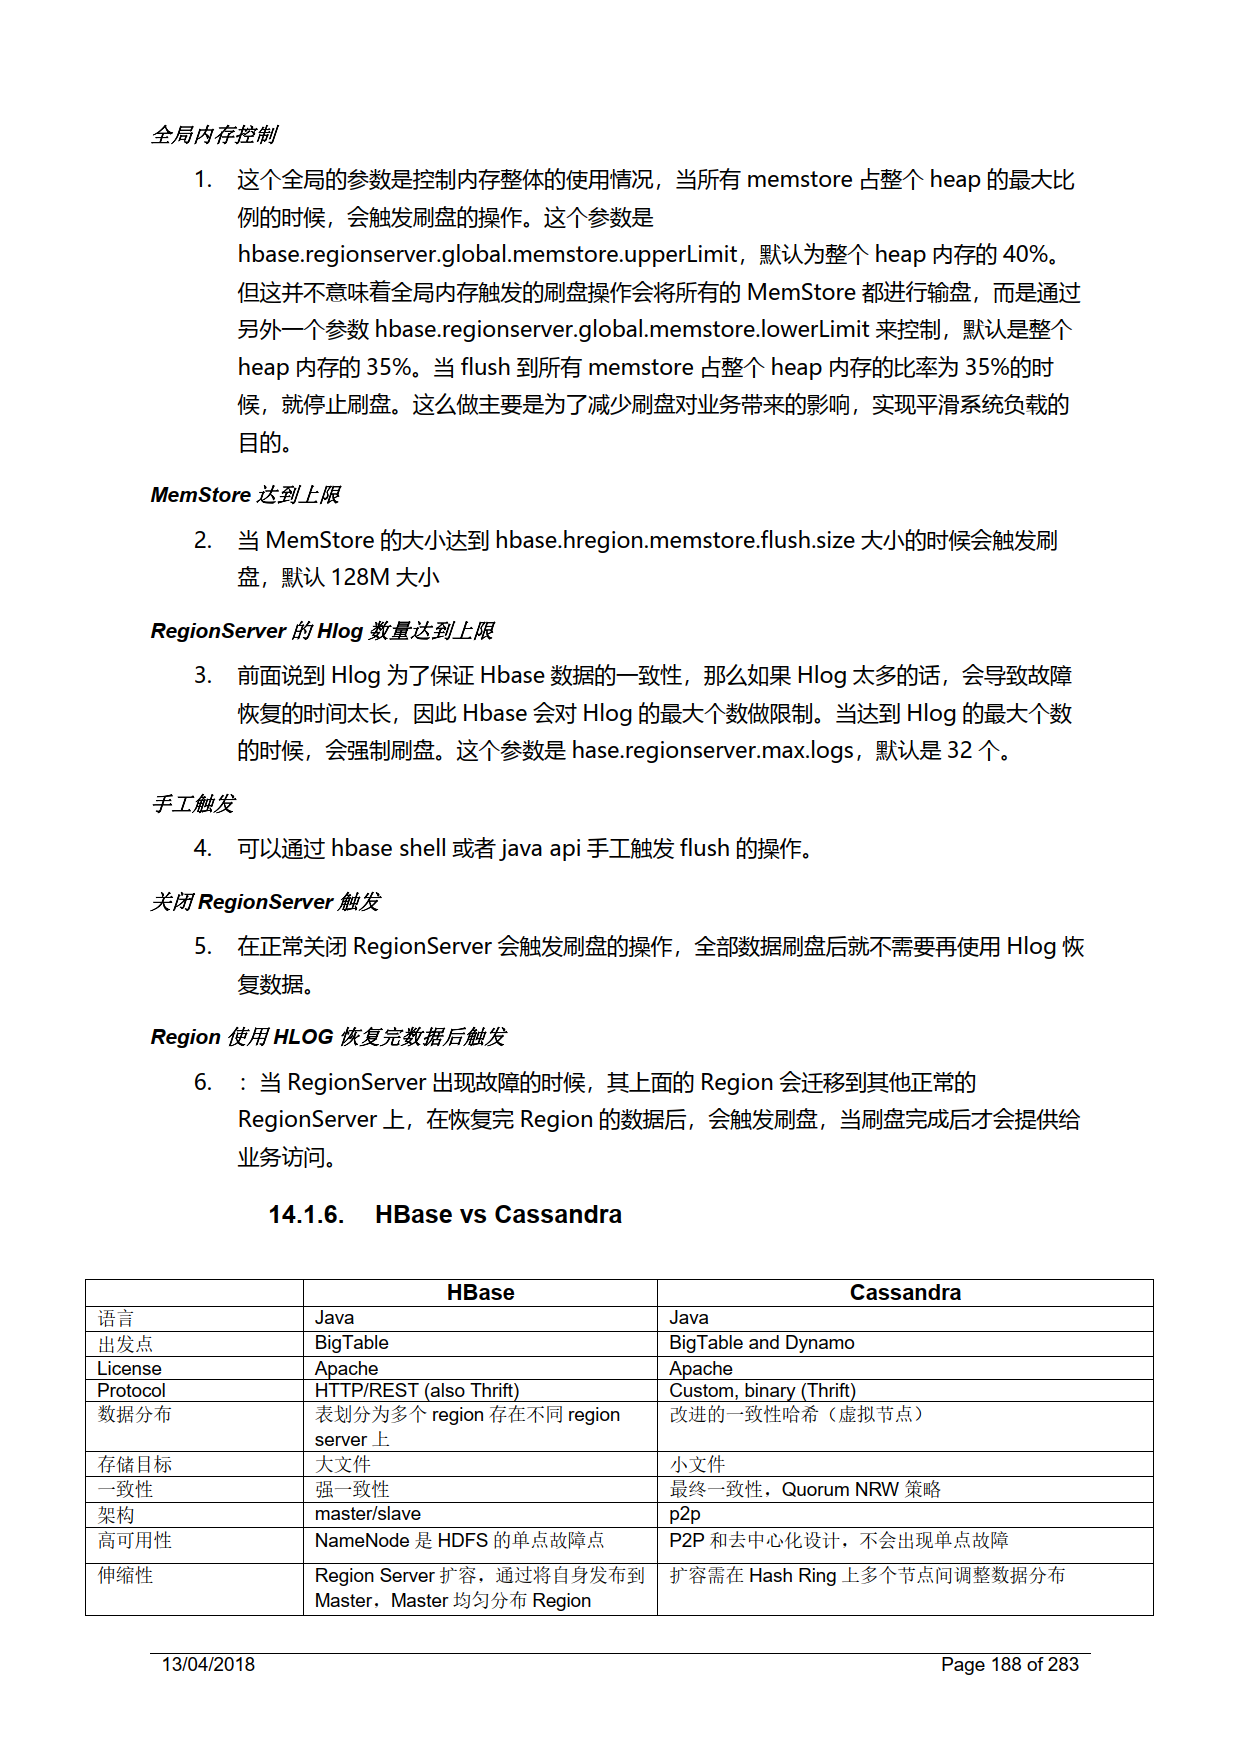 全局内存控制
1. 这个全局的参数是控制内存整体的使用情况，当所有 memstore 占整个 heap 的最大比
例的时候，会触发刷盘的操作。这个参数是
hbase.regionserver.global.memstore.upperLimit，默认为整个 heap 内存的 40%。
但这并不意味着全局内存触发的刷盘操作会将所有的 MemStore 都进行输盘，而是通过
另外一个参数 hbase.regionserver.global.memstore.lowerLimit 来控制，默认是整个
heap 内存的 35%。当 flush 到所有 memstore 占整个 heap 内存的比率为 35%的时
候，就停止刷盘。这么做主要是为了减少刷盘对业务带来的影响，实现平滑系统负载的
目的。
MemStore 达到上限
2. 当 MemStore 的大小达到 hbase.hregion.memstore.flush.size 大小的时候会触发刷
盘，默认 128M 大小
RegionServer 的 Hlog 数量达到上限
3. 前面说到 Hlog 为了保证 Hbase 数据的一致性，那么如果 Hlog 太多的话，会导致故障
恢复的时间太长，因此 Hbase 会对 Hlog 的最大个数做限制。当达到 Hlog 的最大个数
的时候，会强制刷盘。这个参数是 hase.regionserver.max.logs，默认是 32 个。
手工触发
4. 可以通过 hbase shell 或者 java api 手工触发 flush 的操作。
关闭 RegionServer 触发
5. 在正常关闭 RegionServer 会触发刷盘的操作，全部数据刷盘后就不需要再使用 Hlog 恢
复数据。
Region 使用 HLOG 恢复完数据后触发
6. ：当 RegionServer 出现故障的时候，其上面的 Region 会迁移到其他正常的
RegionServer 上，在恢复完 Region 的数据后，会触发刷盘，当刷盘完成后才会提供给
业务访问。
14.1.6. HBase vs Cassandra
HBase Cassandra
语言 Java Java
出发点 BigTable BigTable and Dynamo
License Apache Apache
Protocol HTTP/REST (also Thrift) Custom, binary (Thrift)
数据分布 表划分为多个 region 存在不同 region 改进的一致性哈希（虚拟节点）
server 上
存储目标 大文件 小文件
一致性 强一致性 最终一致性，Quorum NRW 策略
架构 master/slave p2p
高可用性 NameNode 是 HDFS 的单点故障点 P2P 和去中心化设计，不会出现单点故障
伸缩性 Region Server 扩容，通过将自身发布到 扩容需在 Hash Ring 上多个节点间调整数据分布
Master，Master 均匀分布 Region
13/04/2018 Page 188 of 283